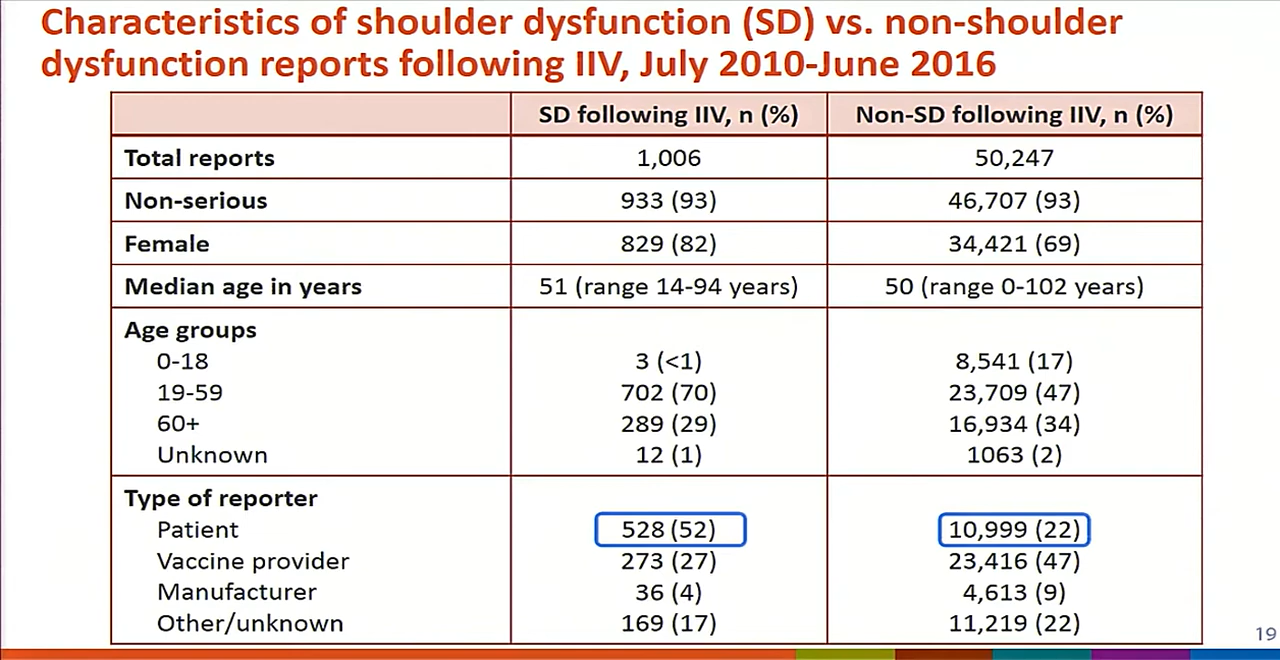 Characteristics of shoulder dysfunction (SD) vs. non-shoulder
dysfunction reports following IIV, July 2010-June 2016
SD following IIV, n (%) Non-SD following IIV, n (%)
Total reports 1,006 50,247
Non-serious 933 (93) 46,707 (93)
Female 829 (82) 34,421 (69)
Median age in years 51 (range 14-94 years) 50 (range 0-102 years)
Age groups
0-18 3 (<1) 8,541 (17)
19-59 702 (70) 23,709 (47)
60+ 289 (29) 16,934 (34)
Unknown 12 (1) 1063 (2)
Type of reporter
Patient 528 (52) 10,999 (22)
Vaccine provider 273 (27) 23,416 (47)
Manufacturer 36 (4) 4,613 (9)
Other/unknown 169 (17) 11,219 (22)
19